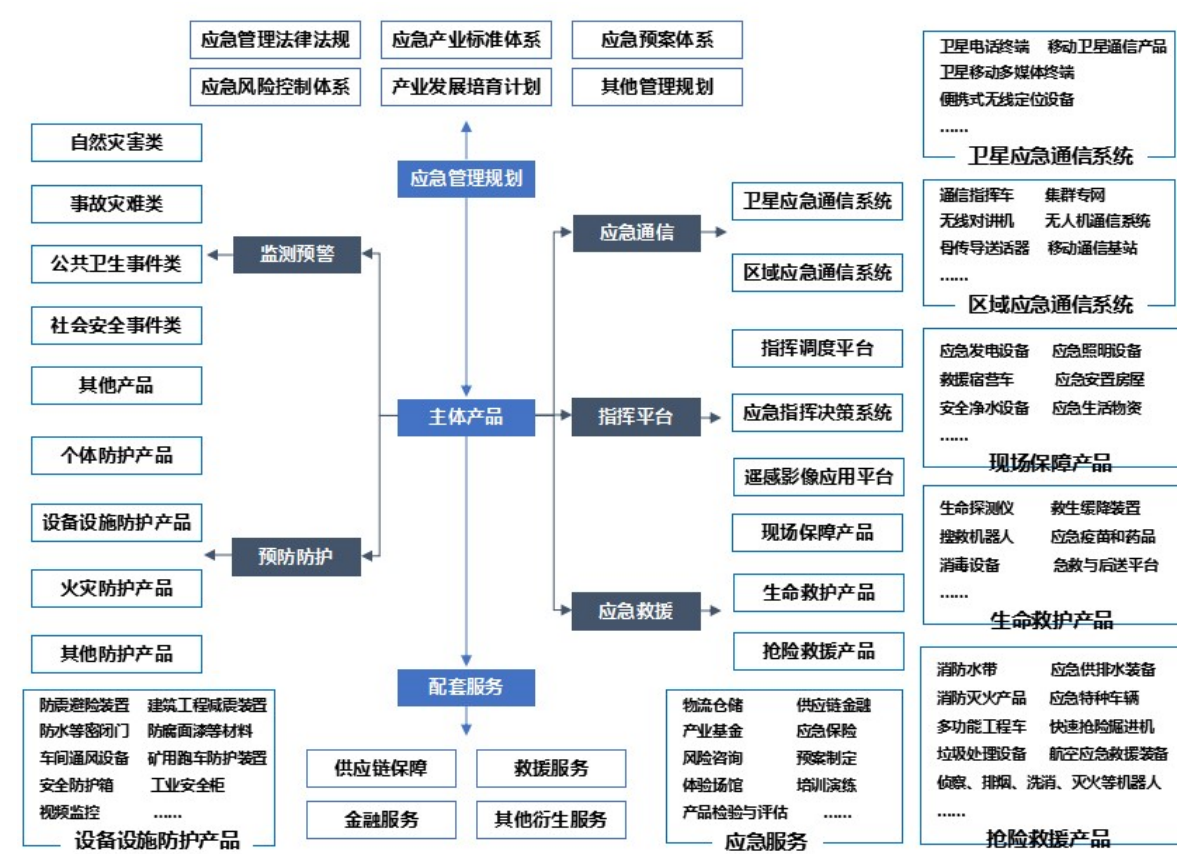 应急管理法律法规
应急产业标准体系
应急预案体系
应急风险控制体系
产业发展培育计划
其他管理规划
应急管理规划
自然灾害类
事故灾难类
公共卫生事件类
社会安全事件类
其他产品
监测预警
个体防护产品
设备设施防护产品
火灾防护产品
其他防护产品
预防防护
主体产品
应急通信
卫星应急通信系统
区域应急通信系统
指挥平台
指挥调度平台
应急指挥决策系统
遥感影像应用平台
应急救援
现场保障产品
生命救护产品
抢险救援产品
配套服务
供应链保障
救援服务
金融服务
其他衍生服务
卫星电话终端 移动卫星通信产品
卫星移动多媒体终端
便携式无线定位设备
……
卫星应急通信系统
通信指挥车 集群专网
无线对讲机 无人机通信系统
骨传导送话器 移动通信基站
……
区域应急通信系统
应急发电设备 应急照明设备
救援宿营车 应急安置房屋
安全净水设备 应急生活物资
……
现场保障产品
生命探测仪 救生缓降装置
搜救机器人 应急疫苗和药品
消毒设备 急救与后送平台
……
生命救护产品
消防水带 应急供排水装备
消防灭火产品 应急特种车辆
多功能工程车 快速抢险掘进机
垃圾处理设备 航空应急救援装备
侦察、排烟、洗消、灭火等机器人
……
抢险救援产品
防震避险装置 建筑工程减震装置
防水等密闭门 防腐面漆等材料
车间通风设备 矿用跑车防护装置
安全防护箱 工业安全柜
视频监控 ……
设备设施防护产品
物流仓储 供应链金融
产业基金 应急保险
风险咨询 预案制定
体验场馆 培训演练
产品检验与评估 ……
应急服务